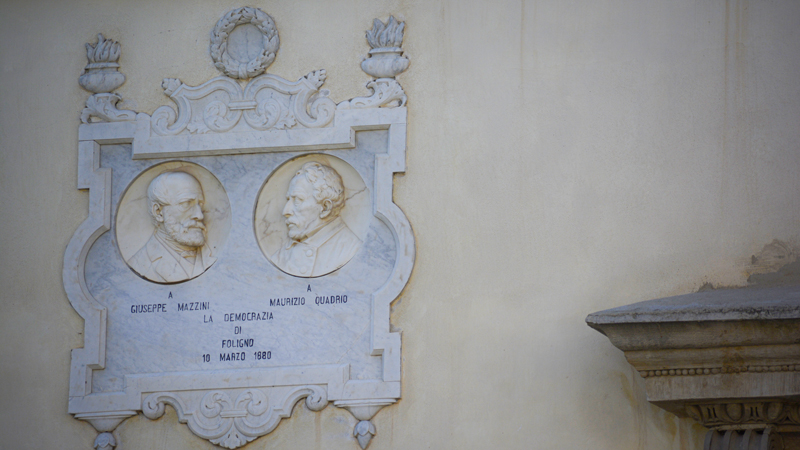 A
GIUSEPPE MAZZINI
A
MAURIZIO QUADRIO
LA DEMOCRAZIA
DI
FOLIGNO
10 MARZO 1880